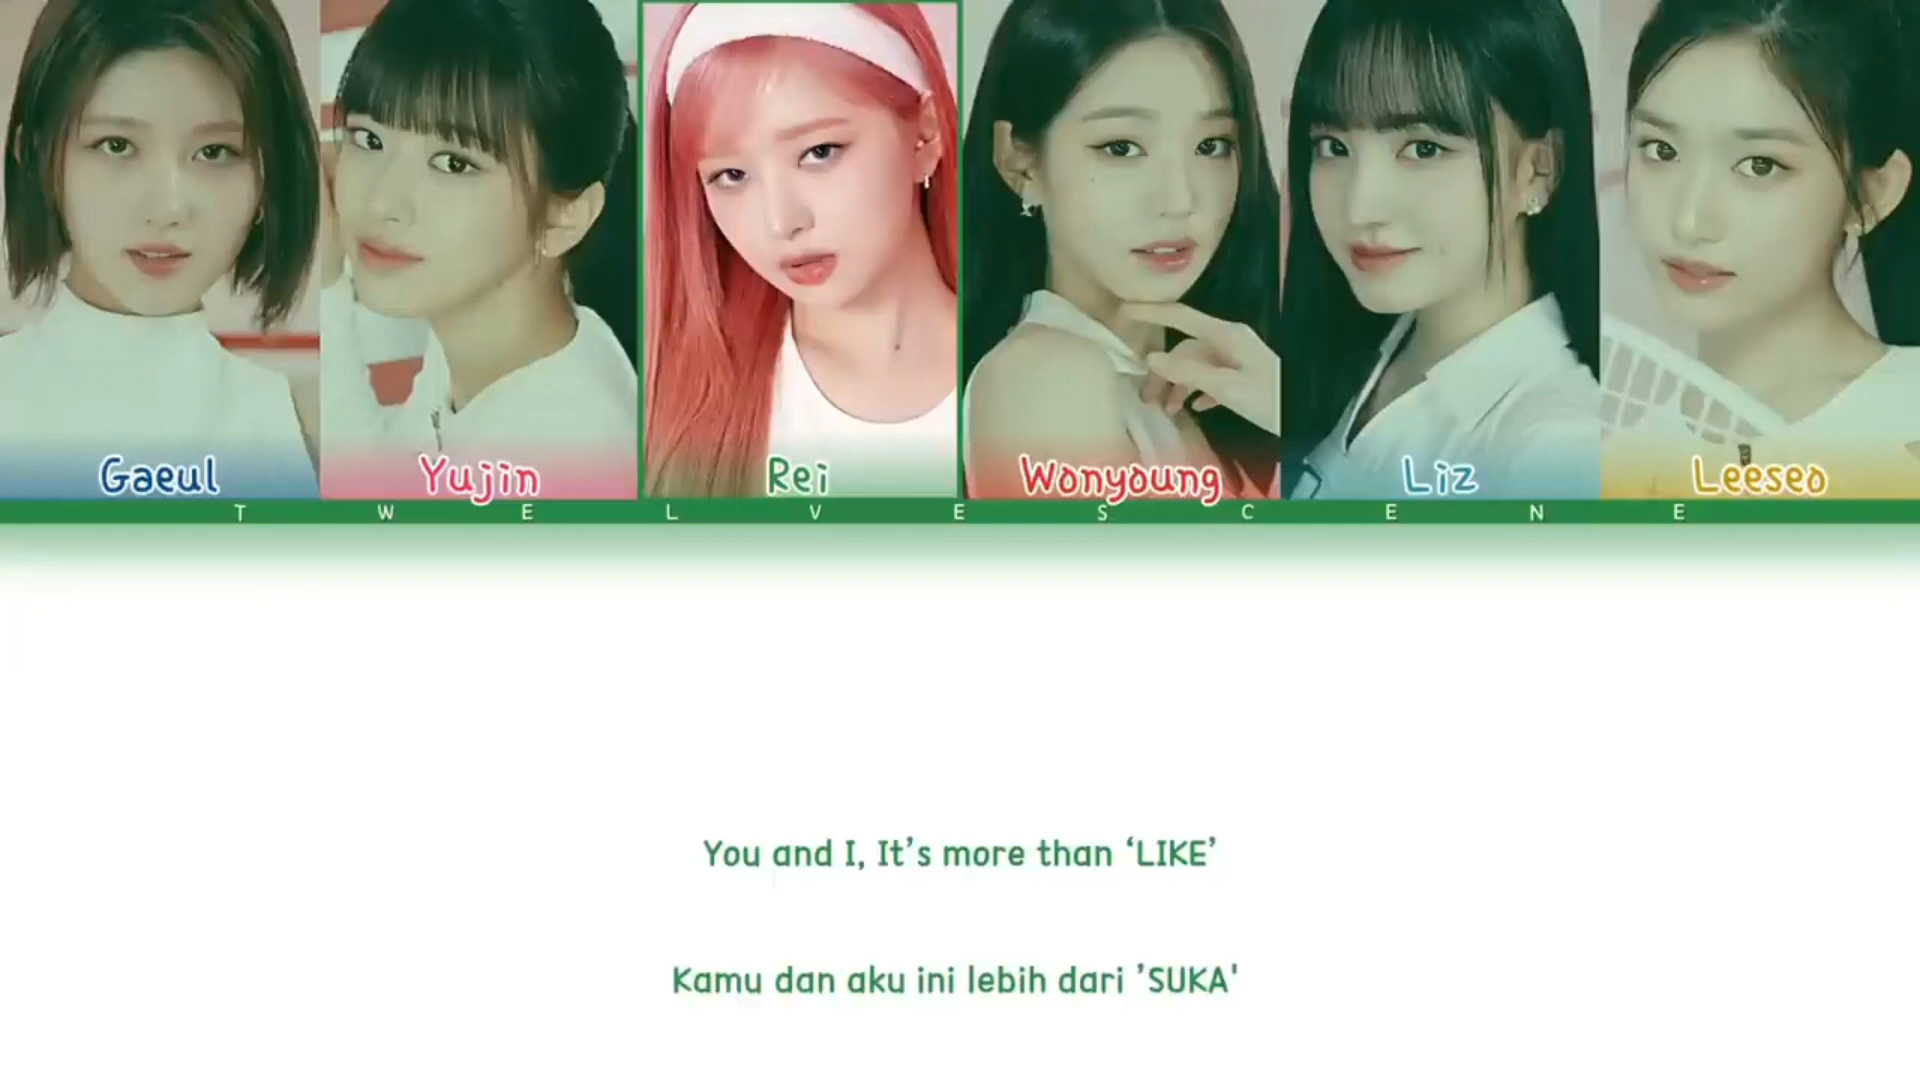 Gaeul Yujin Rei Wonyoung Liz Leeseo
T W E L V E S C E N E
You and I, It’s more than ‘LIKE’
Kamu dan aku ini lebih dari ’SUKA'